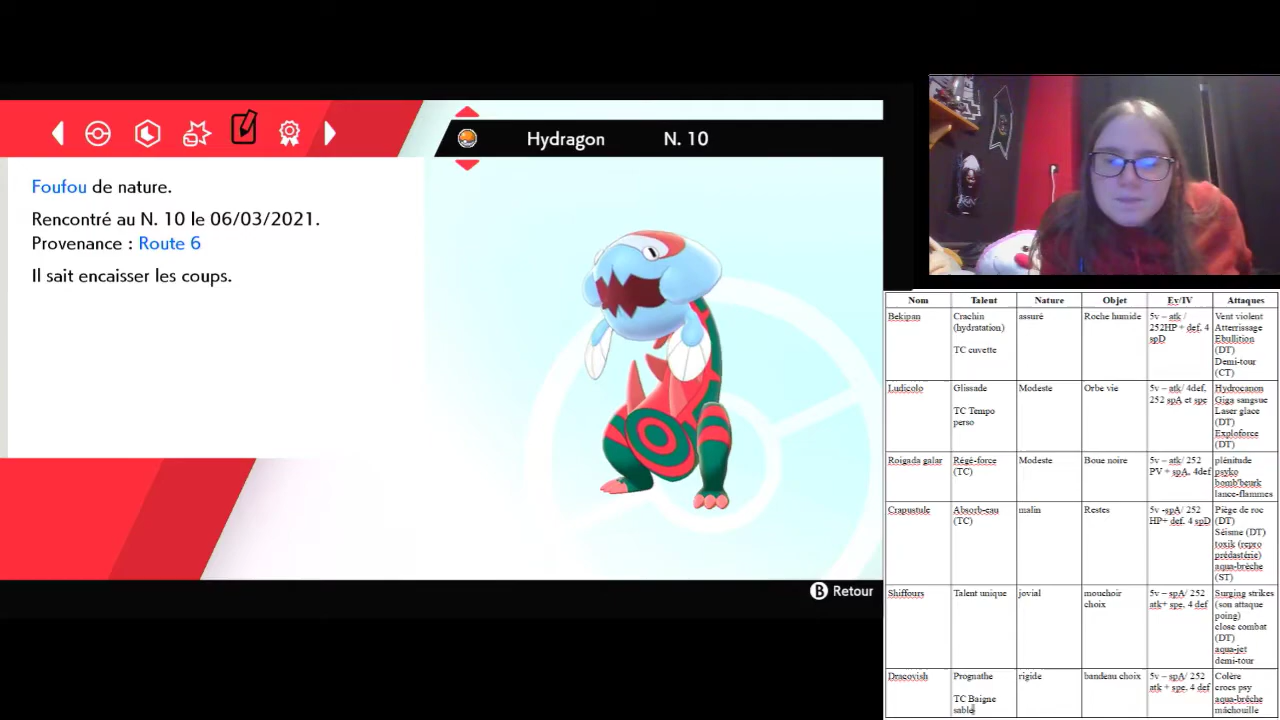 Hydragon N. 10
Foufou de nature.
Rencontré au N. 10 le 06/03/2021.
Provenance : Route 6
Il sait encaisser les coups.
B Retour
Nom Talent Nature Objet Ev/IV Attaques
Bekipan
Crachin
(hydratation)
TC cuvette
assuré
Roche humide
5v – atk /
252HP + def. 4
spD
Vent violent
Atterrissage
Ebullition
(DT)
Demi-tour
(CT)
Ludicolo
Glissade
TC Tempo
perso
Modeste
Orbe vie
5v – atk/ 4def,
252 spA et spe
Hydrocanon
Giga sangsue
Laser glace
(DT)
Exploforce
(DT)
Roigada galar
Régé-force
(TC)
Modeste
Boue noire
5v – atk/ 252
PV + spA, 4def
plénitude
psyko
bomb'beurk
lance-flammes
Crapustule
Absorb-eau
(TC)
malin
Restes
5v -spA/ 252
HP+ def. 4 spD
Piège de roc
(DT)
Séisme (DT)
toxik (repro
prédastérie)
aqua-brèche
(ST)
Shiffours
Talent unique
jovial
mouchoir
choix
5v – spA/ 252
atk+ spe, 4 def
Surging strikes
(son attaque
poing)
close combat
(DT)
aqua-jet
demi-tour
Dracovish
Prognathe
TC Baigne
sable
rigide
bandeau choix
5v – spA/ 252
atk + spe, 4 def
Colère
crocs psy
aqua-brêche
mâchouille